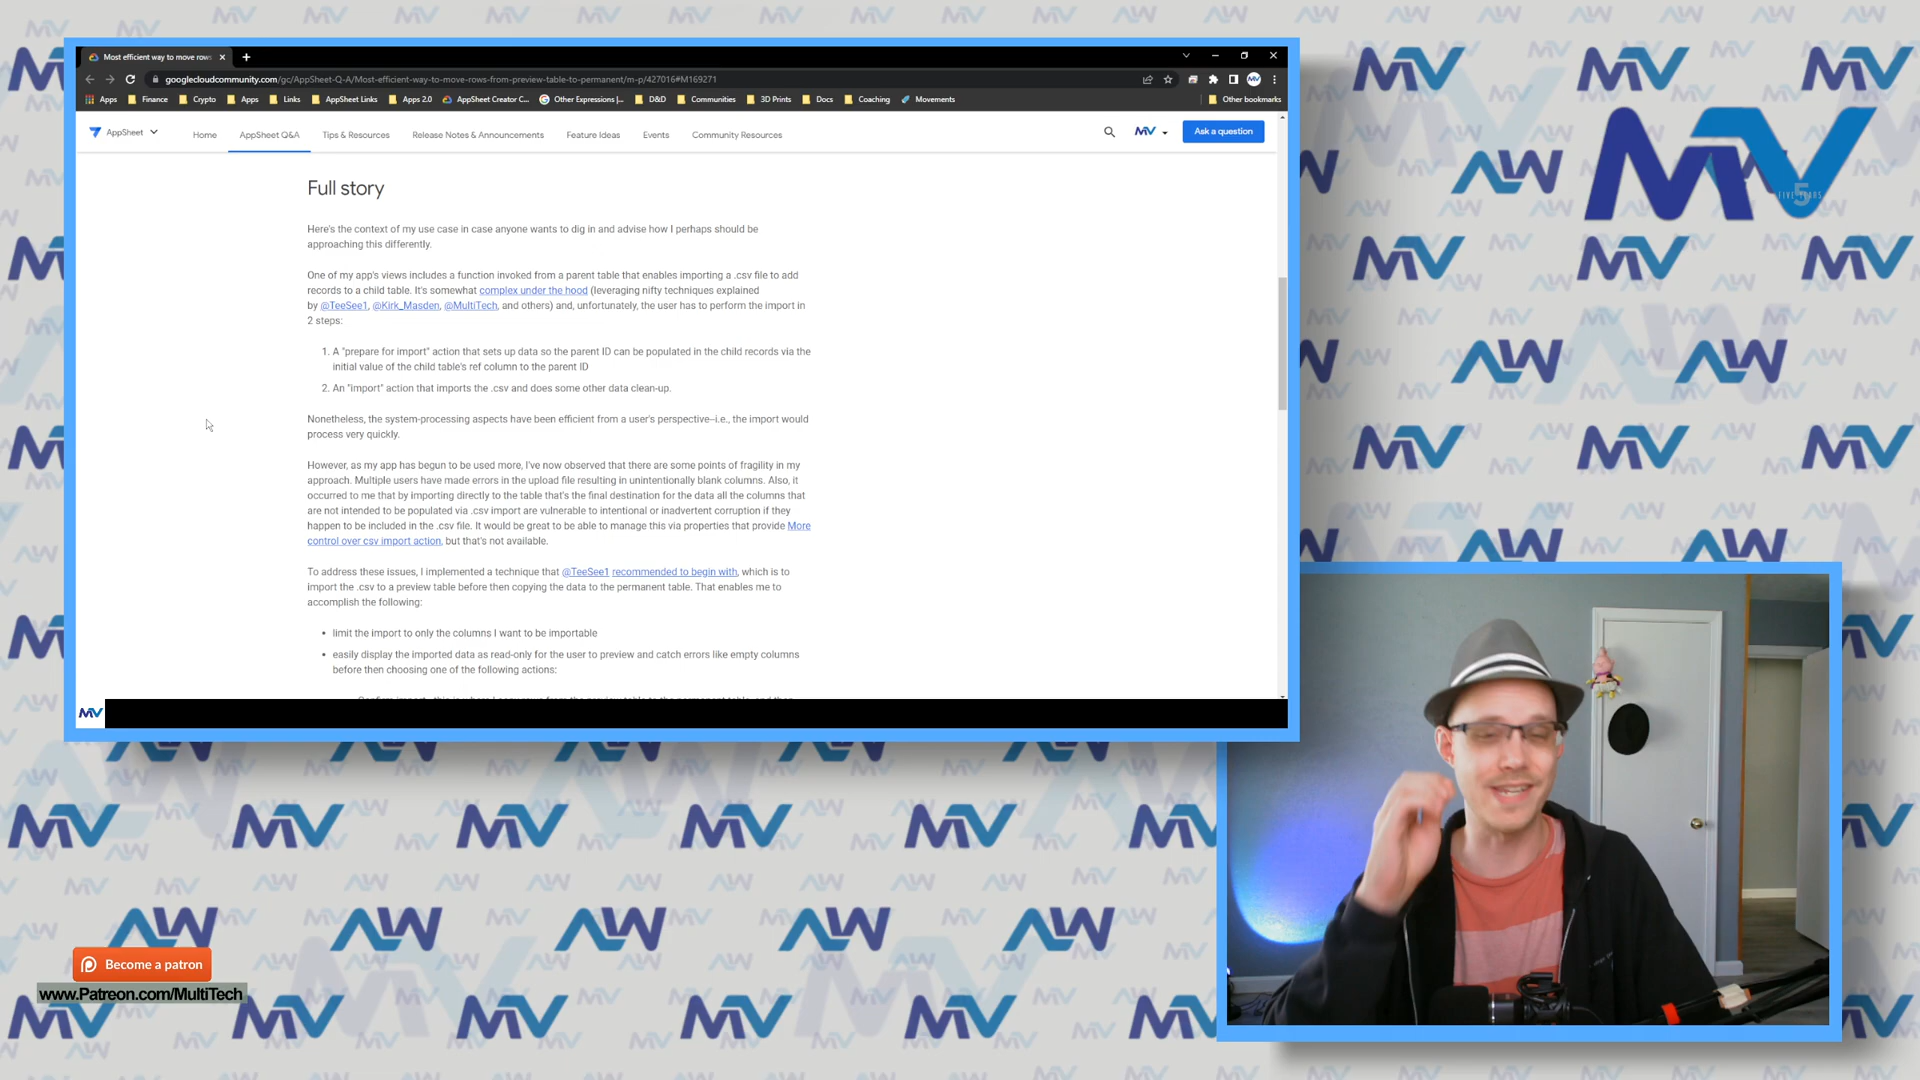 Most efficient way to move rows
googlecloudcommunity.com/gc/AppSheet-Q-A/Most-efficient-way-to-move-rows-from-preview-table-to-permanent/m-p/427016#M169271
Apps Finance Crypto Apps Links AppSheet Links Apps 2.0 AppSheet Creator C... Other Expressions |... D&D Communities 3D Prints Docs Coaching Movements Other bookmarks
AppSheet Home AppSheet Q&A Tips & Resources Release Notes & Announcements Feature Ideas Events Community Resources MV Ask a question
Full story
Here's the context of my use case in case anyone wants to dig in and advise how I perhaps should be
approaching this differently.
One of my app's views includes a function invoked from a parent table that enables importing a .csv file to add
records to a child table. It's somewhat complex under the hood (leveraging nifty techniques explained
by @TeeSee1, @Kirk_Masden, @MultiTech, and others) and, unfortunately, the user has to perform the import in
2 steps:
1. A "prepare for import" action that sets up data so the parent ID can be populated in the child records via the
initial value of the child table's ref column to the parent ID
2. An "import" action that imports the .csv and does some other data clean-up.
Nonetheless, the system-processing aspects have been efficient from a user's perspective--i.e., the import would
process very quickly.
However, as my app has begun to be used more, I've now observed that there are some points of fragility in my
approach. Multiple users have made errors in the upload file resulting in unintentionally blank columns. Also, it
occurred to me that by importing directly to the table that's the final destination for the data all the columns that
are not intended to be populated via .csv import are vulnerable to intentional or inadvertent corruption if they
happen to be included in the .csv file. It would be great to be able to manage this via properties that provide More
control over csv import action, but that's not available.
To address these issues, I implemented a technique that @TeeSee1 recommended to begin with, which is to
import the .csv to a preview table before then copying the data to the permanent table. That enables me to
accomplish the following:
• limit the import to only the columns I want to be importable
• easily display the imported data as read-only for the user to preview and catch errors like empty columns
before then choosing one of the following actions:
MV
MV
5
Become a patron
www.Patreon.com/MultiTech